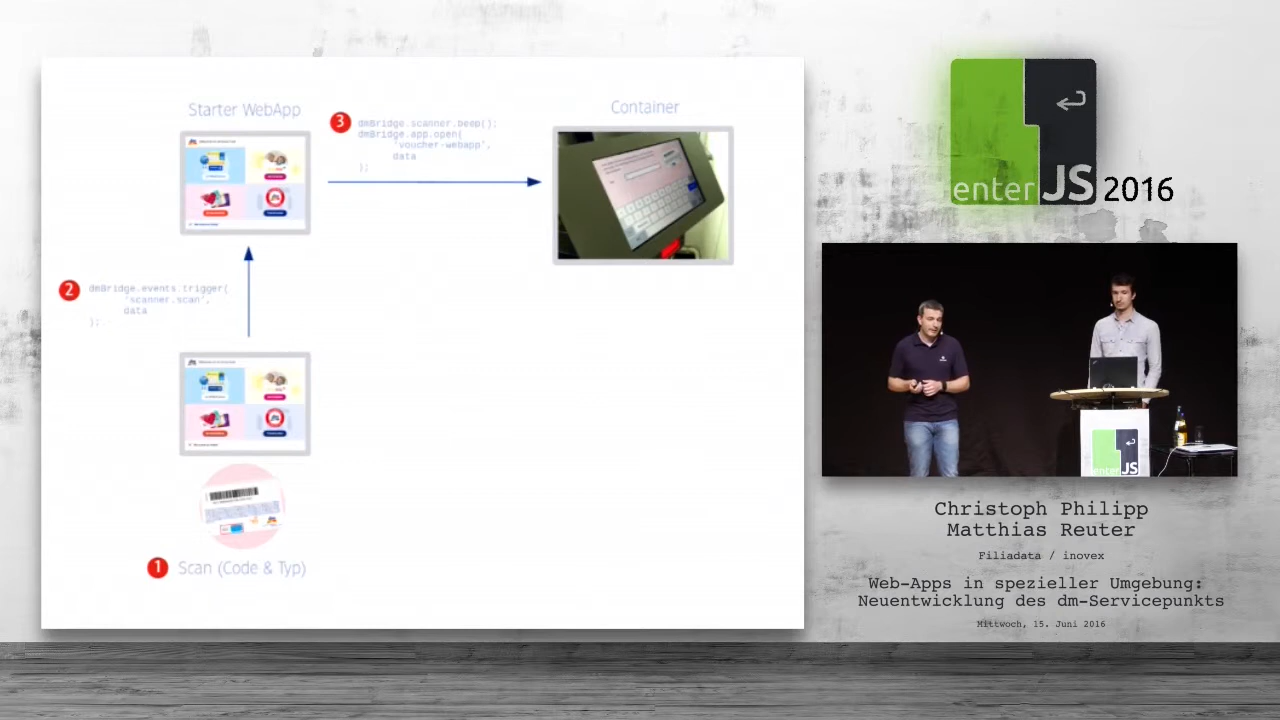 Starter WebApp
3
dmBridge.scanner.beep();
dmBridge.app.open(
'voucher-webapp',
data
);
Container
2
dmBridge.events.trigger(
'scanner.scan',
data
);
1 Scan (Code & Typ)
enterJS 2016
enterJS
Christoph Philipp
Matthias Reuter
Filiadata / inovex
Web-Apps in spezieller Umgebung:
Neuentwicklung des dm-Servicepunkts
Mittwoch, 15. Juni 2016